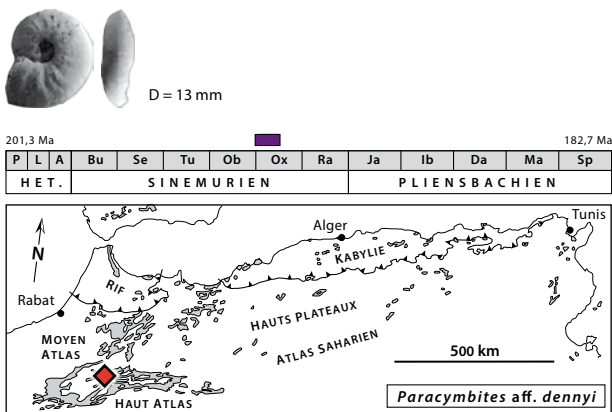 D = 13 mm
201,3 Ma 182,7 Ma
P L A Bu Se Tu Ob Ox Ra Ja Ib Da Ma Sp
HET. SINEMURIEN PLIENSBACHIEN
Tunis
Alger
N
KABYLIE
RIF
Rabat
HAUTS PLATEAUX
MOYEN
ATLAS
ATLAS SAHARIEN
500 km
HAUT ATLAS
Paracymbites aff. dennyi